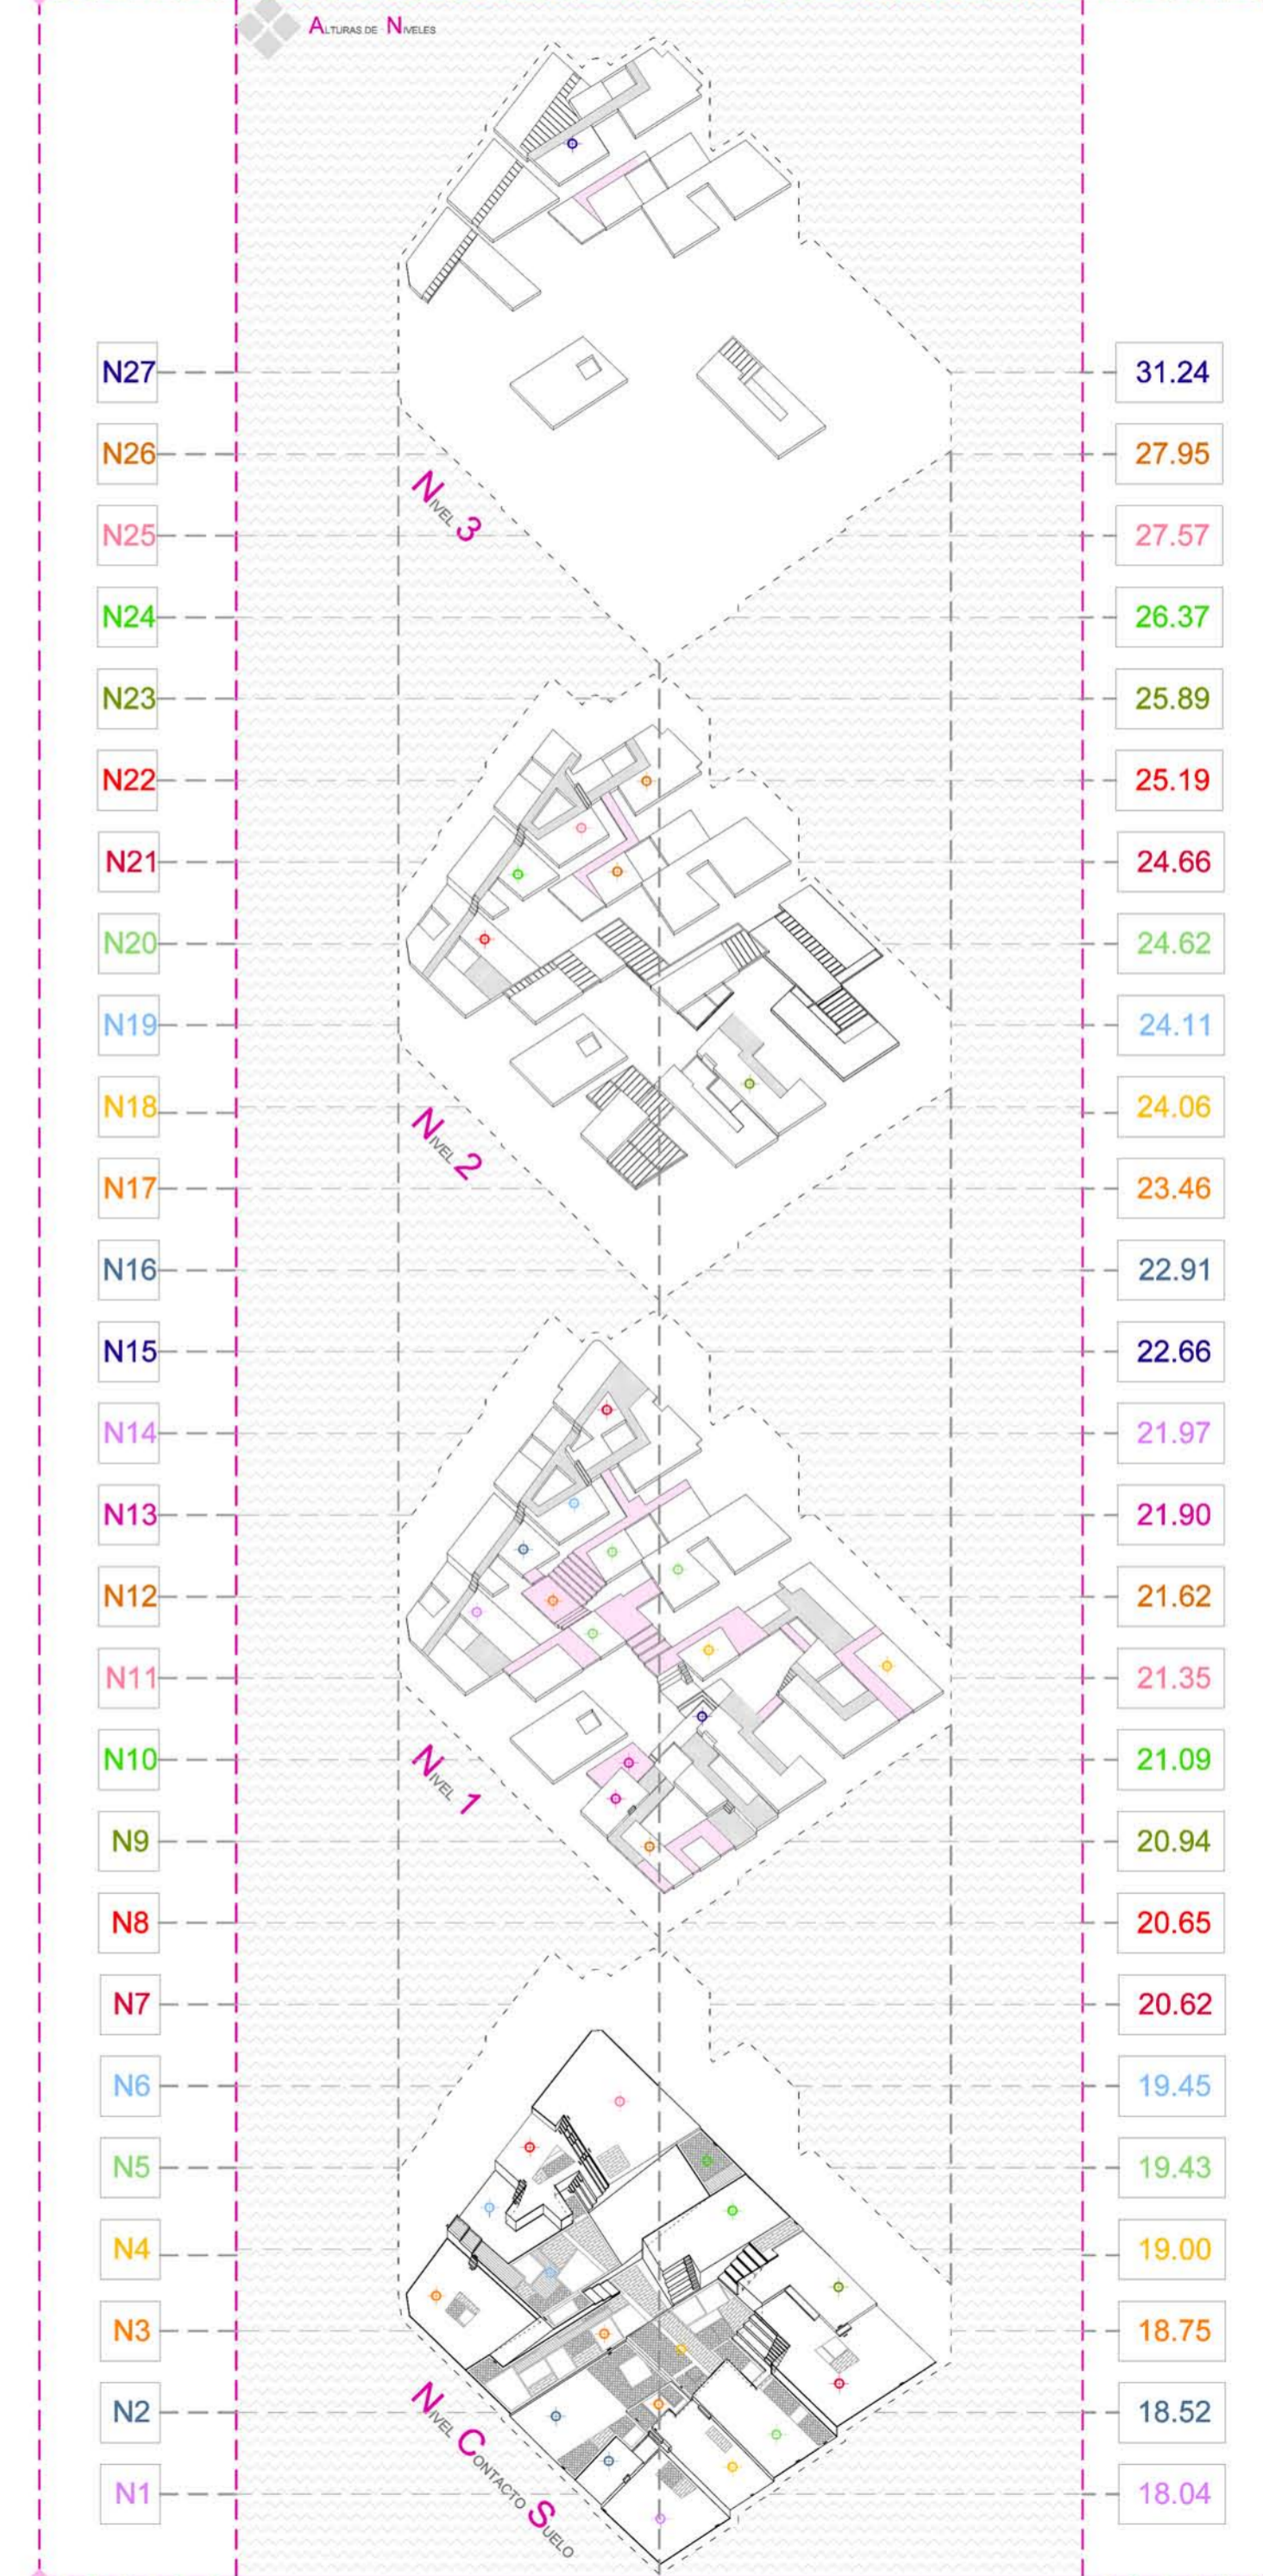 ALTURAS DE NIVELES
N27 31.24
N26 27.95
N25 27.57
NIVEL 3
N24 26.37
N23 25.89
N22 25.19
N21 24.66
N20 24.62
N19 24.11
N18 24.06
NIVEL 2
N17 23.46
N16 22.91
N15 22.66
N14 21.97
N13 21.90
N12 21.62
N11 21.35
N10 21.09
NIVEL 1
N9 20.94
N8 20.65
N7 20.62
N6 19.45
N5 19.43
N4 19.00
N3 18.75
N2 18.52
NIVEL CONTACTO SUELO
N1 18.04